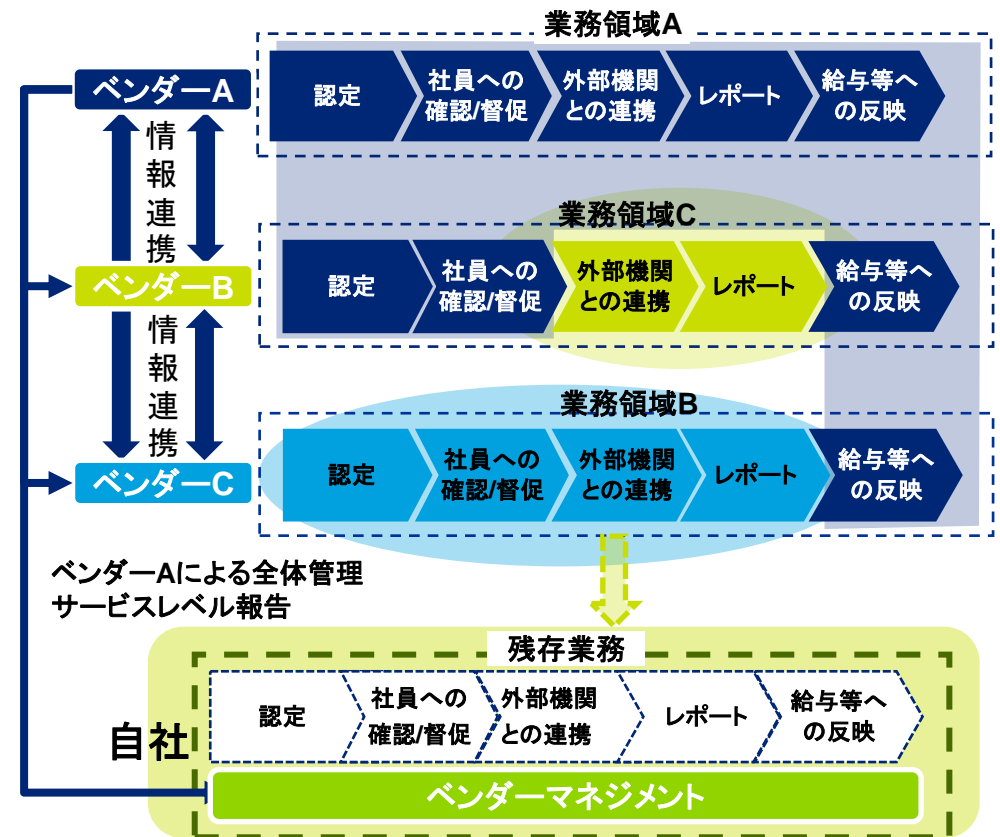 業務領域A
ベンダーA
認定
社員への
確認/督促
外部機関
との連携
レポート
給与等へ
の反映
情報連携
業務領域C
ベンダーB
認定
社員への
確認/督促
外部機関
との連携
レポート
給与等へ
の反映
情報連携
業務領域B
ベンダーC
認定
社員への
確認/督促
外部機関
との連携
レポート
給与等へ
の反映
ベンダーAによる全体管理
サービスレベル報告
残存業務
自社
認定
社員への
確認/督促
外部機関
との連携
レポート
給与等へ
の反映
ベンダーマネジメント